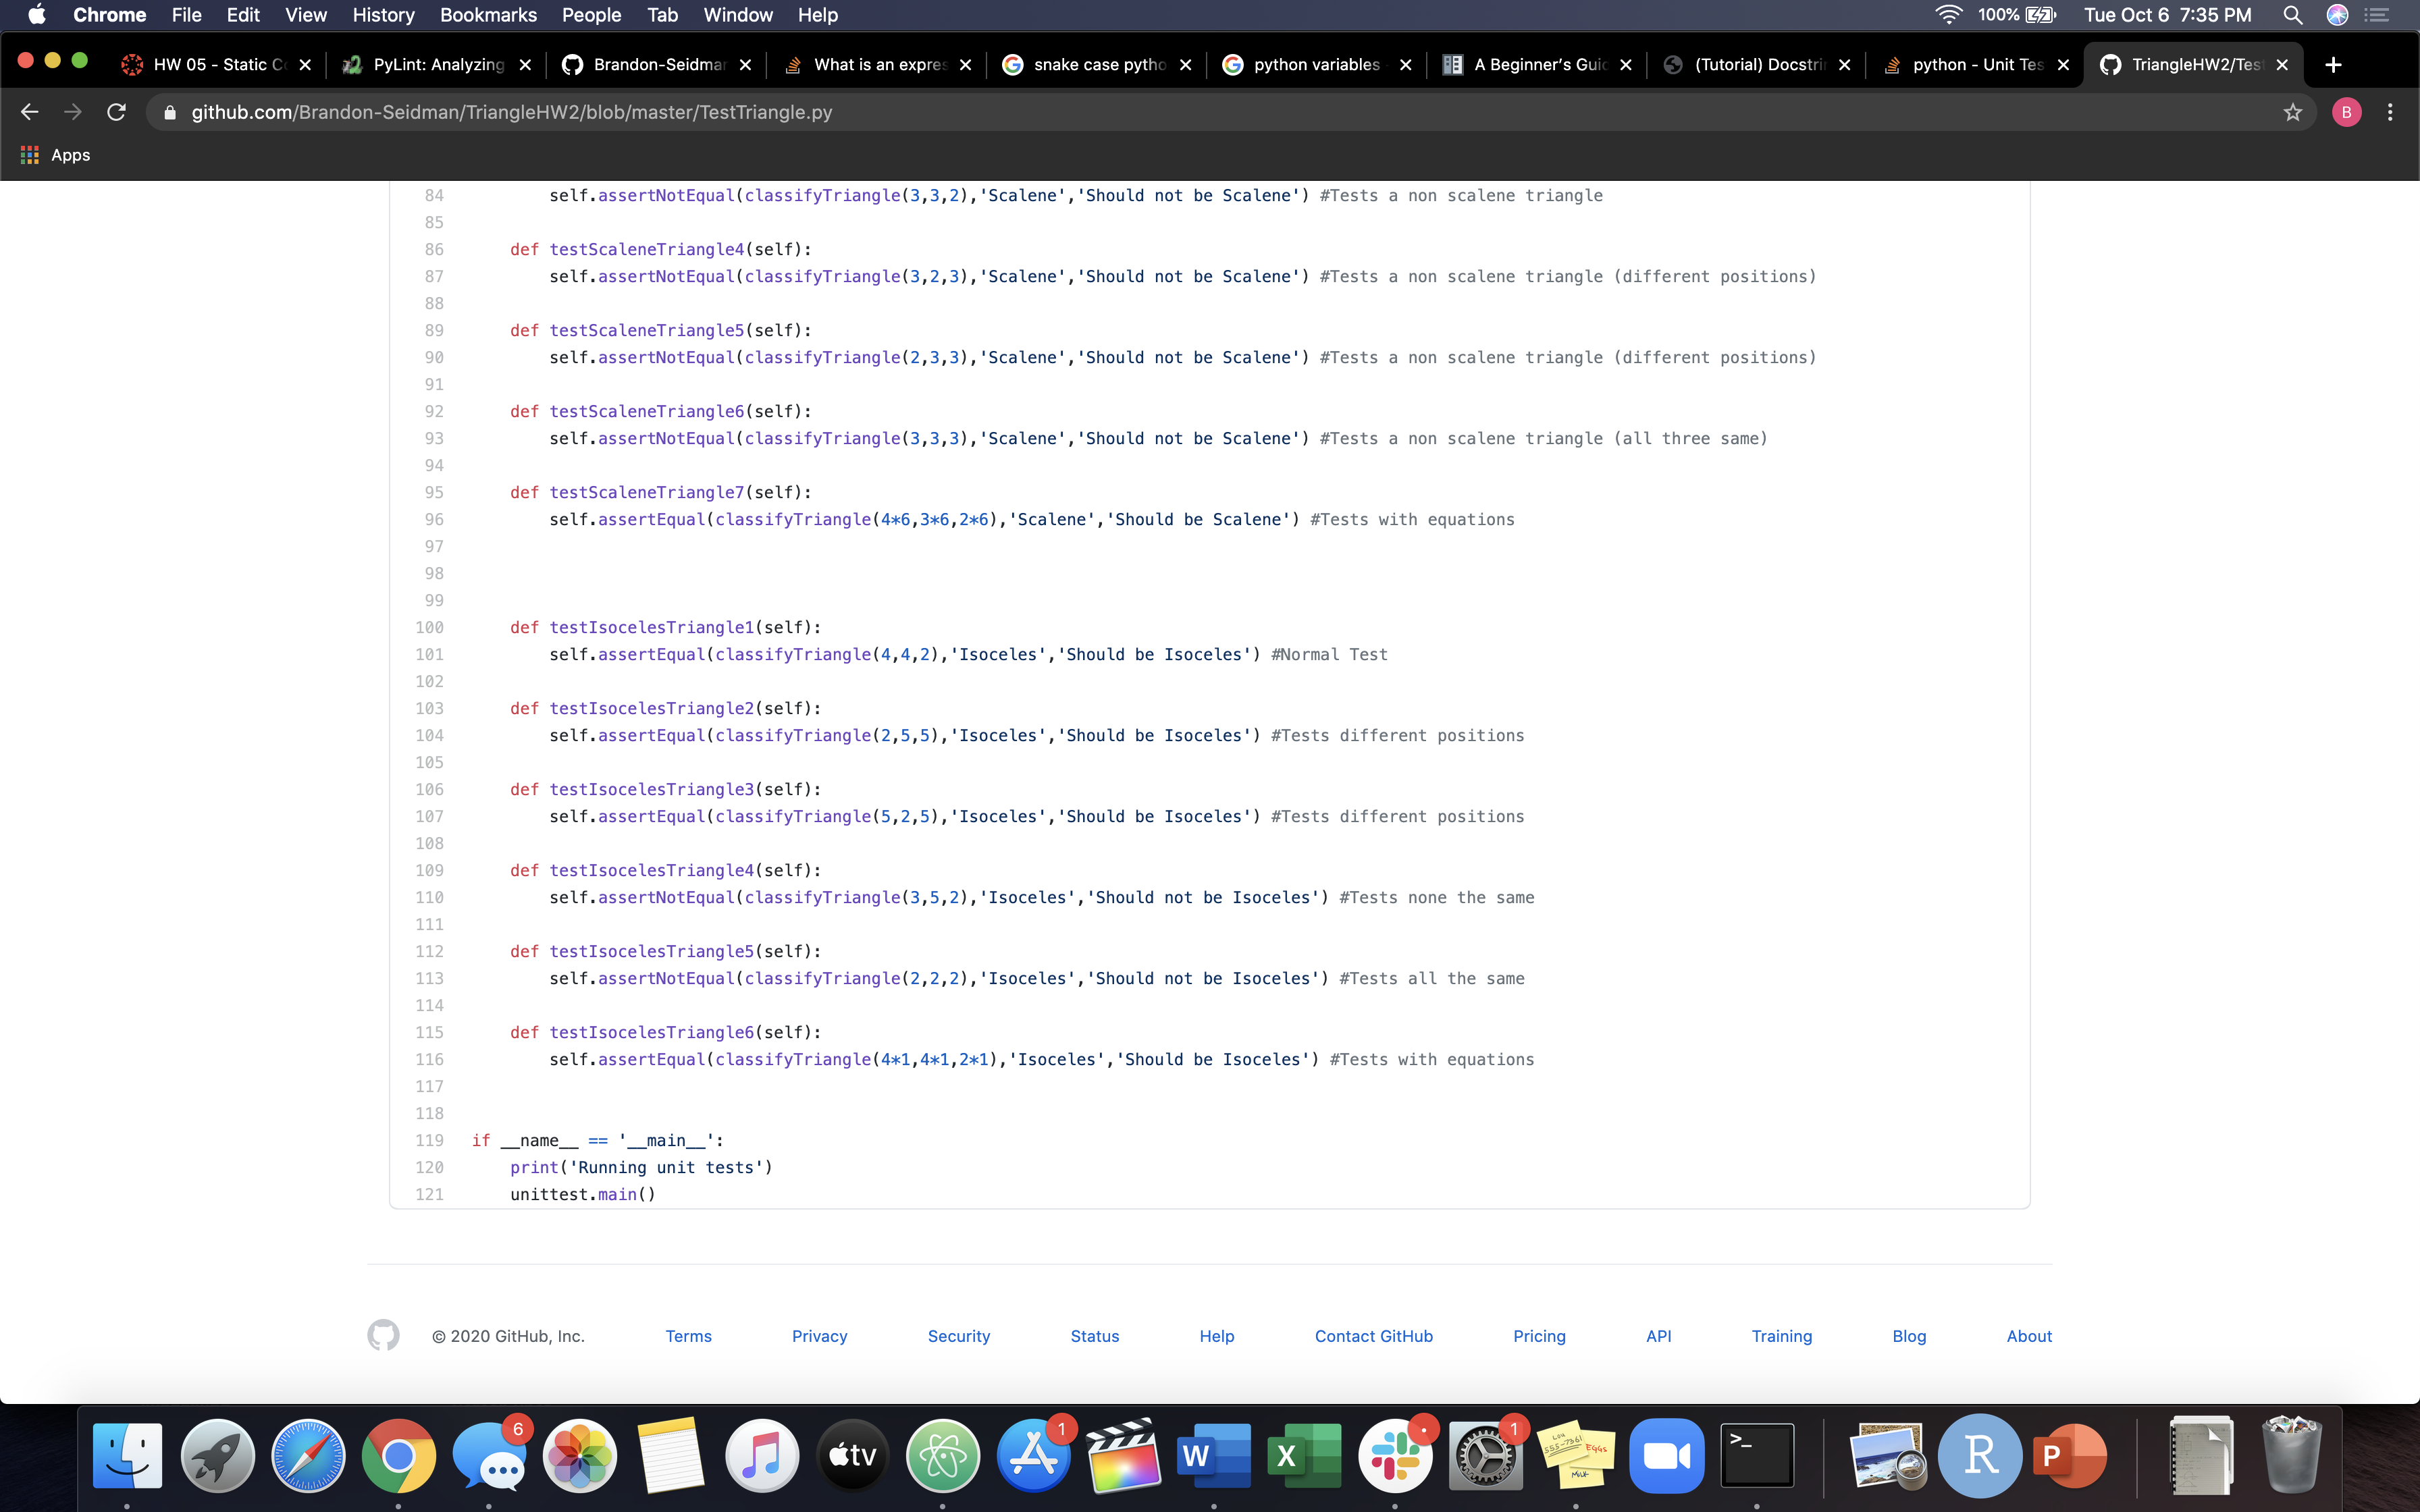 Chrome File Edit View History Bookmarks People Tab Window Help 100% Tue Oct 6 7:35 PM
HW 05 - Static C PyLint: Analyzing Brandon-Seidman What is an expres snake case pytho python variables A Beginner's Guid (Tutorial) Docstri python - Unit Tes TriangleHW2/Test
github.com/Brandon-Seidman/TriangleHW2/blob/master/TestTriangle.py B
Apps
84 self.assertNotEqual(classifyTriangle(3,3,2),'Scalene','Should not be Scalene') #Tests a non scalene triangle
85
86 def testScaleneTriangle4(self):
87 self.assertNotEqual(classifyTriangle(3,2,3),'Scalene','Should not be Scalene') #Tests a non scalene triangle (different positions)
88
89 def testScaleneTriangle5(self):
90 self.assertNotEqual(classifyTriangle(2,3,3),'Scalene','Should not be Scalene') #Tests a non scalene triangle (different positions)
91
92 def testScaleneTriangle6(self):
93 self.assertNotEqual(classifyTriangle(3,3,3),'Scalene','Should not be Scalene') #Tests a non scalene triangle (all three same)
94
95 def testScaleneTriangle7(self):
96 self.assertEqual(classifyTriangle(4*6,3*6,2*6),'Scalene','Should be Scalene') #Tests with equations
97
98
99
100 def testIsocelesTriangle1(self):
101 self.assertEqual(classifyTriangle(4,4,2),'Isoceles','Should be Isoceles') #Normal Test
102
103 def testIsocelesTriangle2(self):
104 self.assertEqual(classifyTriangle(2,5,5),'Isoceles','Should be Isoceles') #Tests different positions
105
106 def testIsocelesTriangle3(self):
107 self.assertEqual(classifyTriangle(5,2,5),'Isoceles','Should be Isoceles') #Tests different positions
108
109 def testIsocelesTriangle4(self):
110 self.assertNotEqual(classifyTriangle(3,5,2),'Isoceles','Should not be Isoceles') #Tests none the same
111
112 def testIsocelesTriangle5(self):
113 self.assertNotEqual(classifyTriangle(2,2,2),'Isoceles','Should not be Isoceles') #Tests all the same
114
115 def testIsocelesTriangle6(self):
116 self.assertEqual(classifyTriangle(4*1,4*1,2*1),'Isoceles','Should be Isoceles') #Tests with equations
117
118
119 if __name__ == '__main__':
120 print('Running unit tests')
121 unittest.main()
© 2020 GitHub, Inc. Terms Privacy Security Status Help Contact GitHub Pricing API Training Blog About
6 tv 1 W X 1 EGGS MILK >_ R P